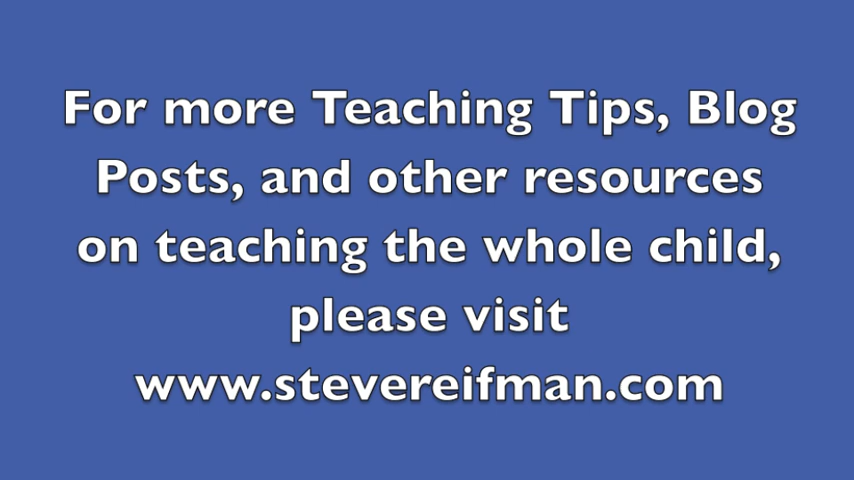 For more Teaching Tips, Blog
Posts, and other resources
on teaching the whole child,
please visit
www.stevereifman.com